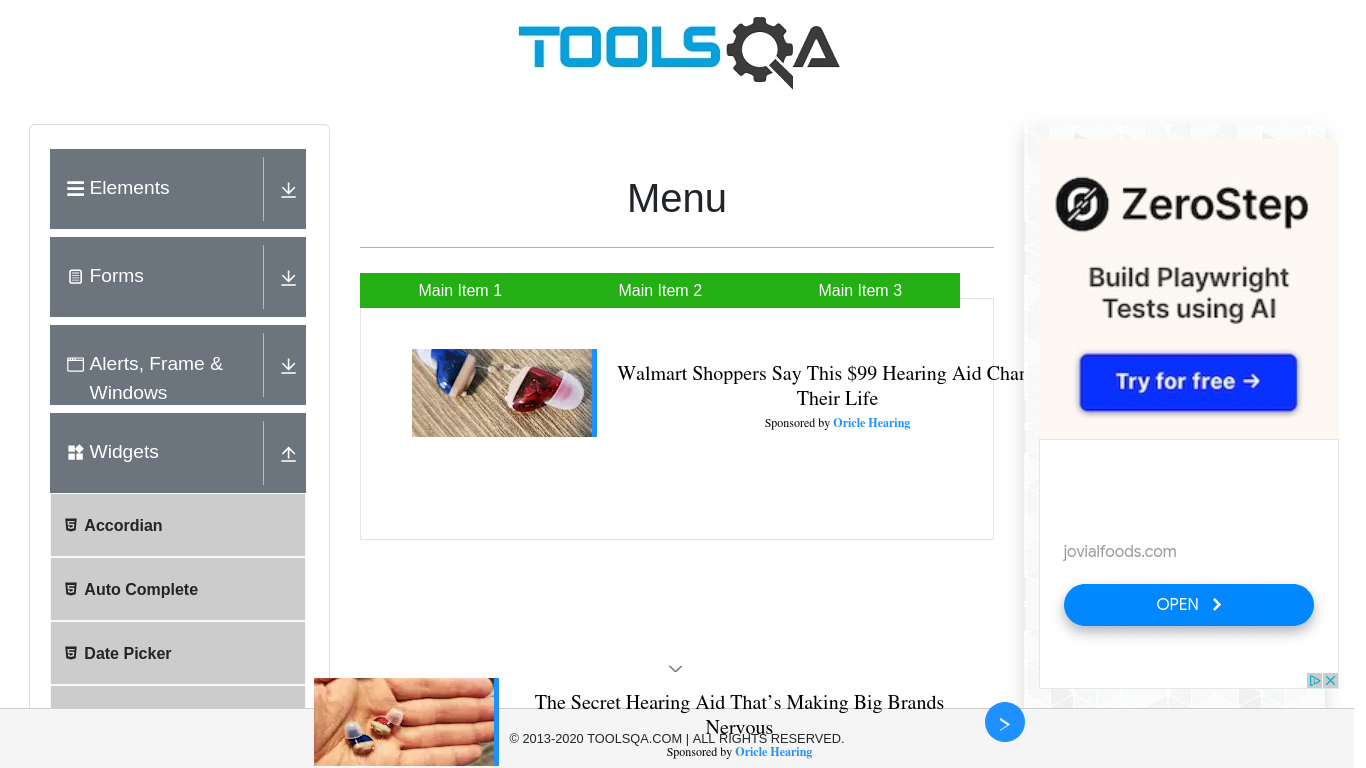 TOOLSQA
Elements
Forms
Alerts, Frame &
Windows
Widgets
Accordian
Auto Complete
Date Picker
Menu
Main Item 1
Main Item 2
Main Item 3
Walmart Shoppers Say This $99 Hearing Aid Chan
Their Life
Sponsored by Oricle Hearing
ZeroStep
Build Playwright
Tests using AI
Try for free →
jovialfoods.com
OPEN
The Secret Hearing Aid That's Making Big Brands
Nervous
© 2013-2020 TOOLSQA.COM | ALL RIGHTS RESERVED.
Sponsored by Oricle Hearing